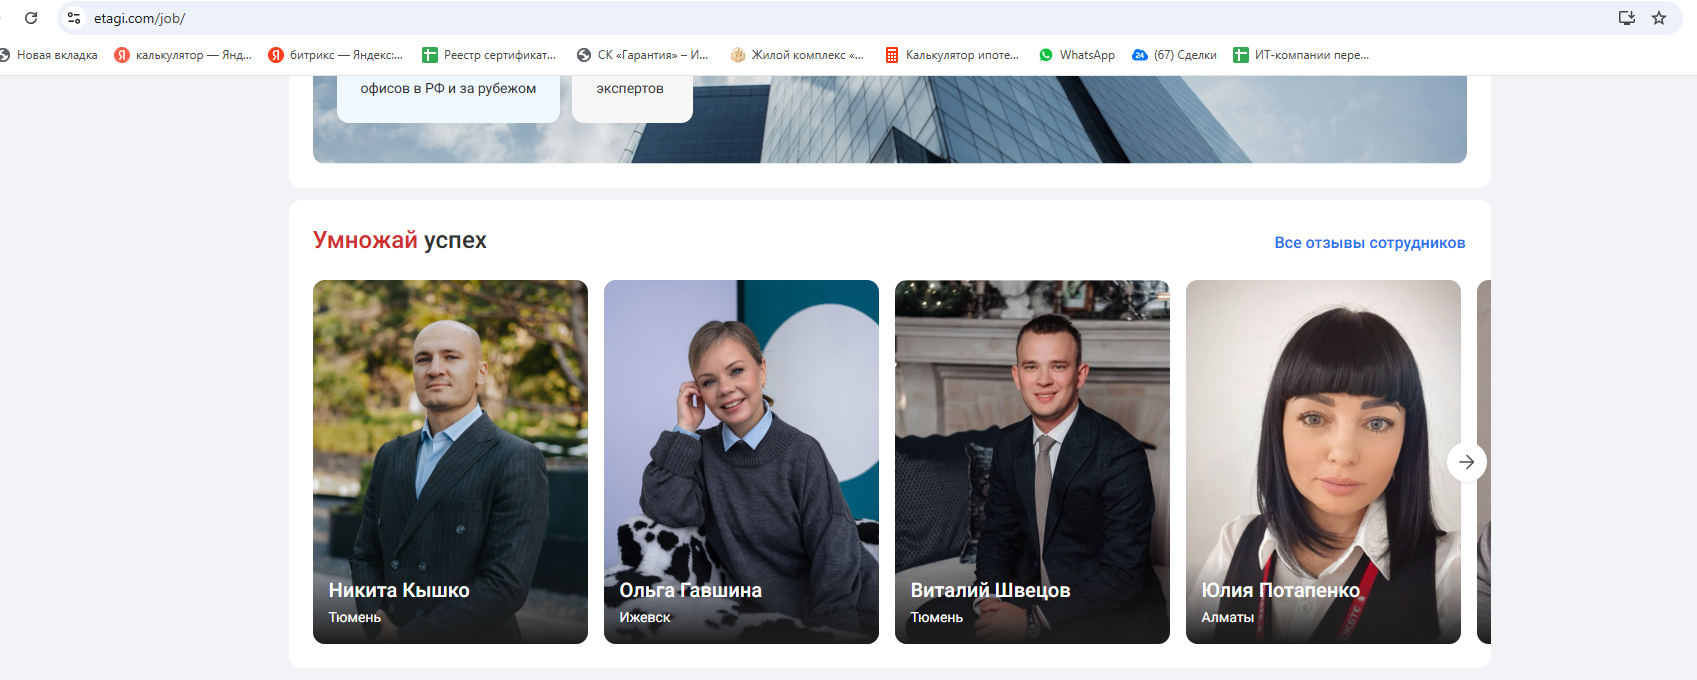 etagi.com/job/
Новая вкладка
калькулятор — Янд...
битрикс — Яндекс:...
Реестр сертификат...
СК «Гарантия» – И...
Жилой комплекс «...
Калькулятор ипоте...
WhatsApp
24
(67) Сделки
ИТ-компании пере...
офисов в РФ и за рубежом
экспертов
Умножай успех
Все отзывы сотрудников
Никита Кышко
Тюмень
Ольга Гавшина
Ижевск
Виталий Швецов
Тюмень
Юлия Потапенко
Алматы